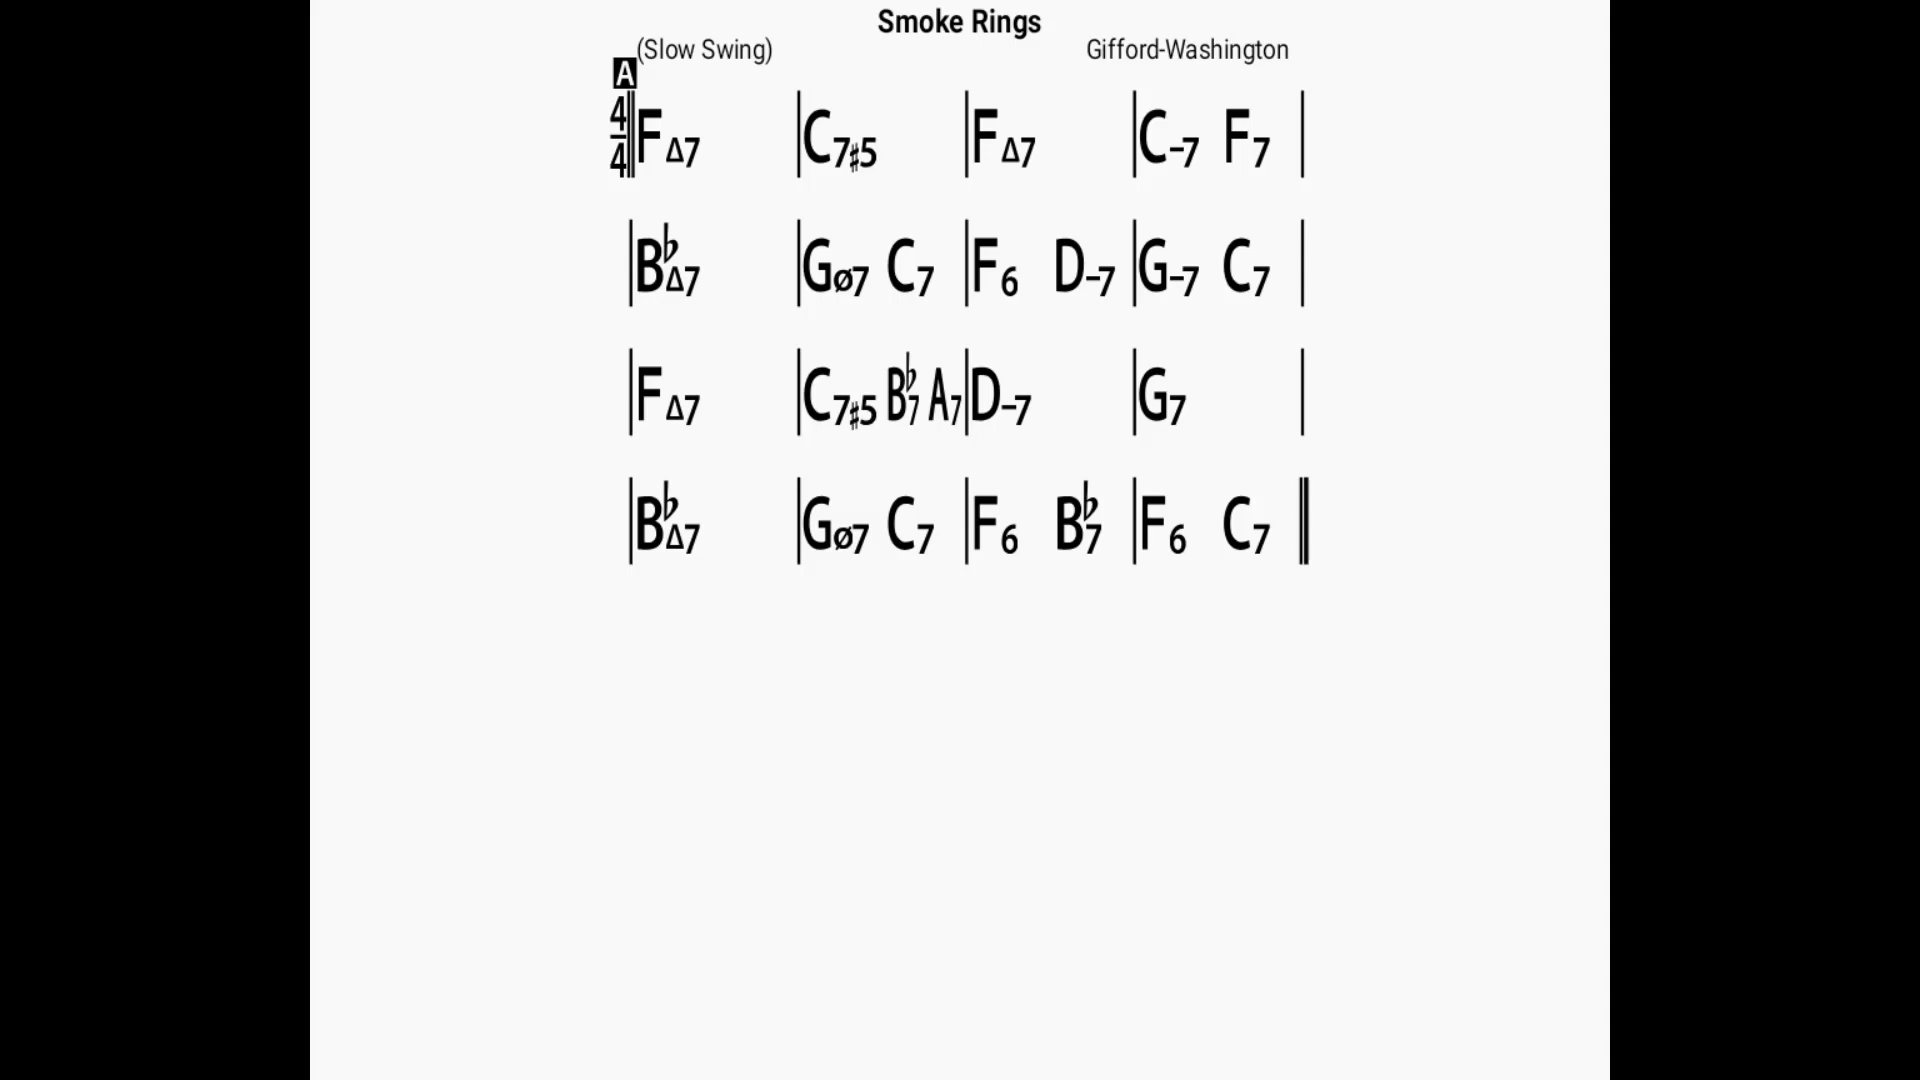 Smoke Rings
(Slow Swing) Gifford-Washington
A
4/4 FΔ7 | C7♯5 | FΔ7 | C–7 F7 |
| B♭Δ7 | Gø7 C7 | F6 D–7 | G–7 C7 |
| FΔ7 | C7♯5 B♭7 A7 | D–7 | G7 |
| B♭Δ7 | Gø7 C7 | F6 B♭7 | F6 C7 ‖